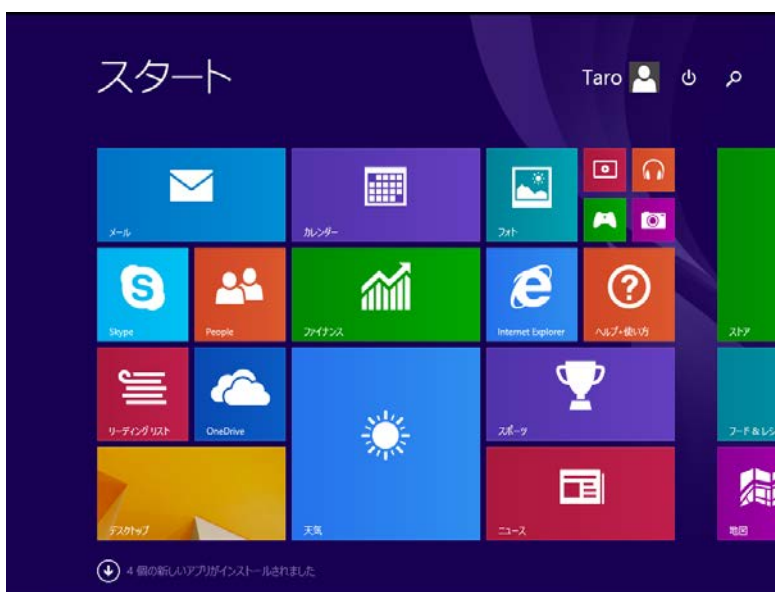 スタート
Taro
メール
カレンダー
フォト
Skype
People
ファイナンス
Internet Explorer
ヘルプ+使い方
ストア
リーディング リスト
OneDrive
スポーツ
フード & レシ
デスクトップ
天気
ニュース
地図
4 個の新しいアプリがインストールされました